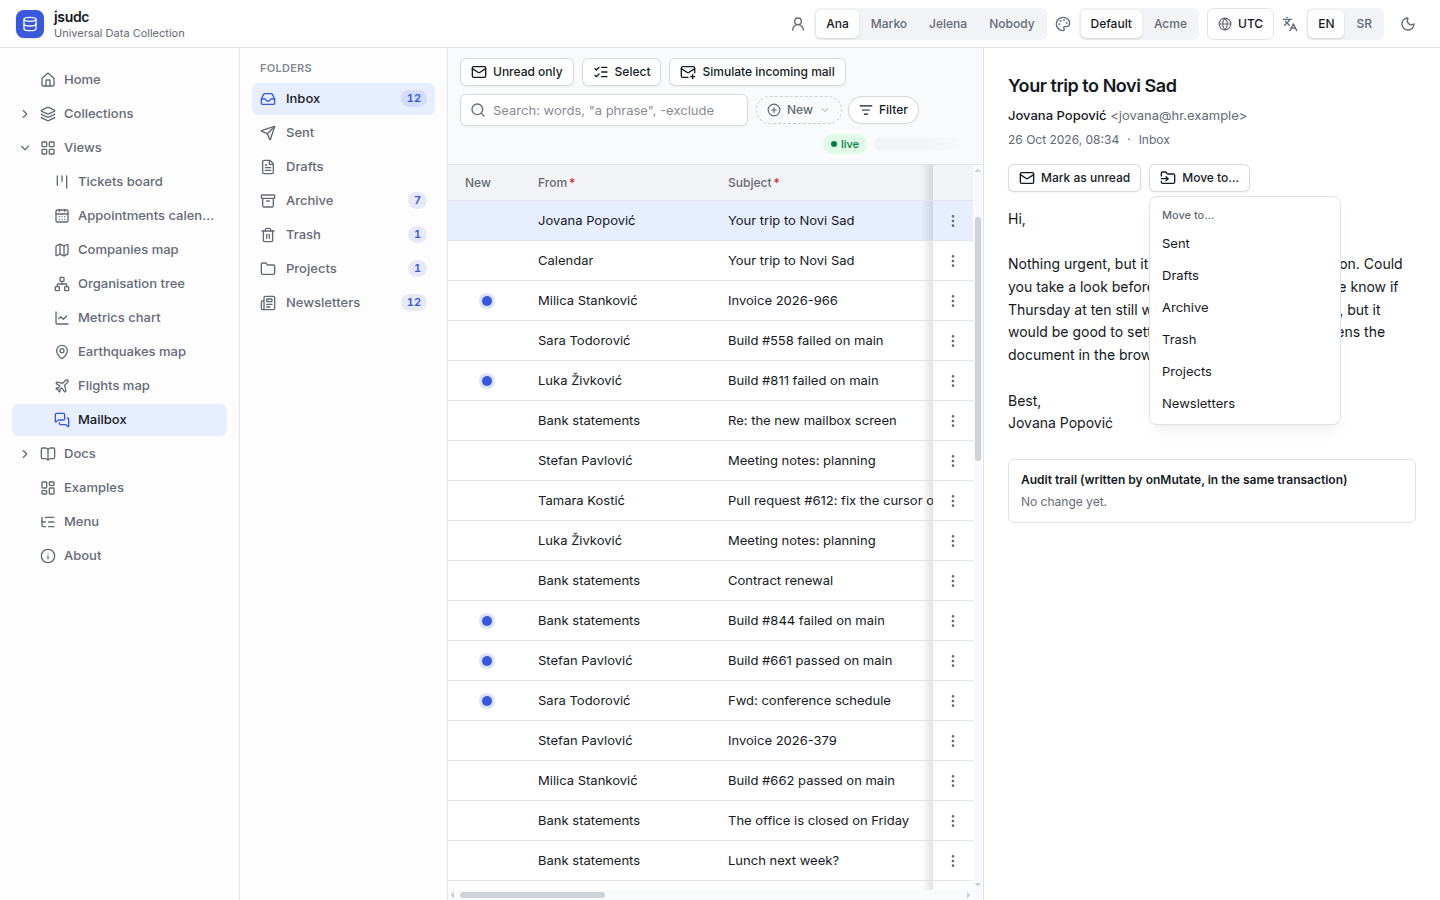 jsudc
Universal Data Collection
Ana Marko Jelena Nobody
Default Acme
UTC
EN SR
Home
Collections
Views
Tickets board
Appointments calen...
Companies map
Organisation tree
Metrics chart
Earthquakes map
Flights map
Mailbox
Docs
Examples
Menu
About
FOLDERS
Inbox 12
Sent
Drafts
Archive 7
Trash 1
Projects 1
Newsletters 12
Unread only Select Simulate incoming mail
Search: words, "a phrase", -exclude New Filter
live
New From * Subject *
Jovana Popović Your trip to Novi Sad
Calendar Your trip to Novi Sad
Milica Stanković Invoice 2026-966
Sara Todorović Build #558 failed on main
Luka Živković Build #811 failed on main
Bank statements Re: the new mailbox screen
Stefan Pavlović Meeting notes: planning
Tamara Kostić Pull request #612: fix the cursor o
Luka Živković Meeting notes: planning
Bank statements Contract renewal
Bank statements Build #844 failed on main
Stefan Pavlović Build #661 passed on main
Sara Todorović Fwd: conference schedule
Stefan Pavlović Invoice 2026-379
Milica Stanković Build #662 passed on main
Bank statements The office is closed on Friday
Bank statements Lunch next week?
Your trip to Novi Sad
Jovana Popović <jovana@hr.example>
26 Oct 2026, 08:34 · Inbox
Mark as unread Move to...
Move to...
Sent
Drafts
Archive
Trash
Projects
Newsletters
Hi,
Nothing urgent, but it on. Could
you take a look before e know if
Thursday at ten still w , but it
would be good to sett ens the
document in the brow
Best,
Jovana Popović
Audit trail (written by onMutate, in the same transaction)
No change yet.